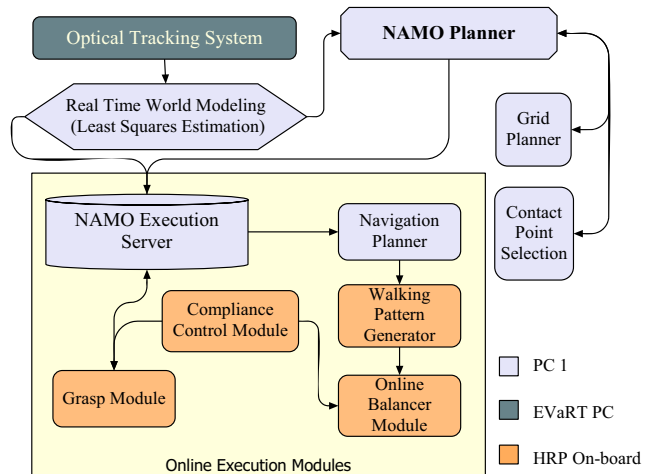 Optical Tracking System
NAMO Planner
Real Time World Modeling
(Least Squares Estimation)
Grid
Planner
NAMO Execution
Server
Navigation
Planner
Contact
Point
Selection
Compliance
Control Module
Walking
Pattern
Generator
Grasp Module
Online
Balancer
Module
Online Execution Modules
PC 1
EVaRT PC
HRP On-board